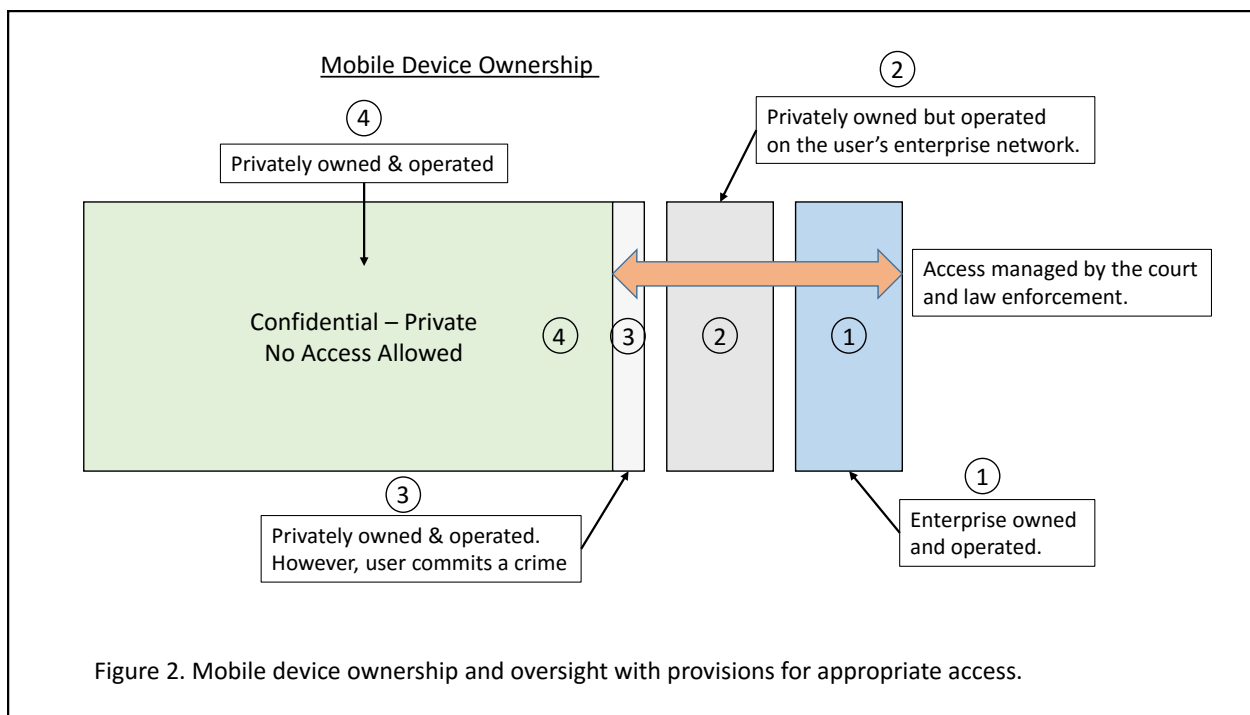 Mobile Device Ownership
2
Privately owned but operated
on the user’s enterprise network.
4
Privately owned & operated
Access managed by the court
and law enforcement.
Confidential – Private
No Access Allowed
4
3
2
1
3
Privately owned & operated.
However, user commits a crime
1
Enterprise owned
and operated.
Figure 2. Mobile device ownership and oversight with provisions for appropriate access.